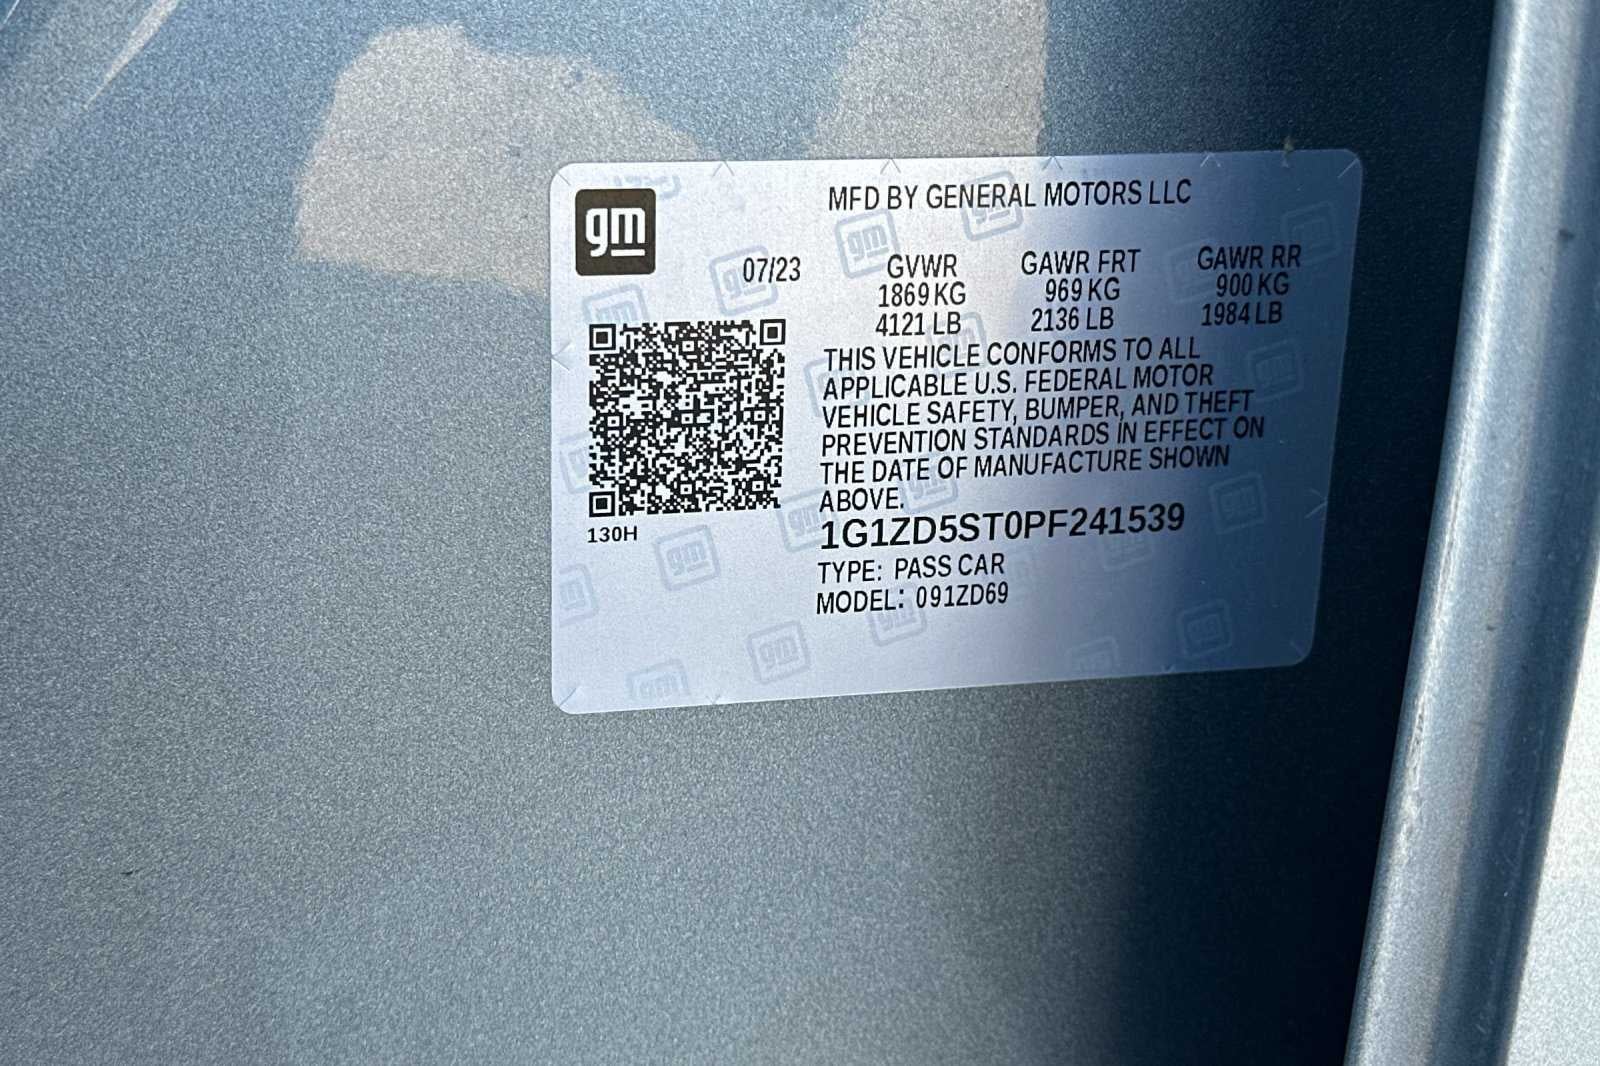 gm
MFD BY GENERAL MOTORS LLC
07/23 GVWR GAWR FRT GAWR RR
1869 KG 969 KG 900 KG
4121 LB 2136 LB 1984 LB
THIS VEHICLE CONFORMS TO ALL
APPLICABLE U.S. FEDERAL MOTOR
VEHICLE SAFETY, BUMPER, AND THEFT
PREVENTION STANDARDS IN EFFECT ON
THE DATE OF MANUFACTURE SHOWN
ABOVE.
130H
1G1ZD5ST0PF241539
TYPE: PASS CAR
MODEL: 091ZD69